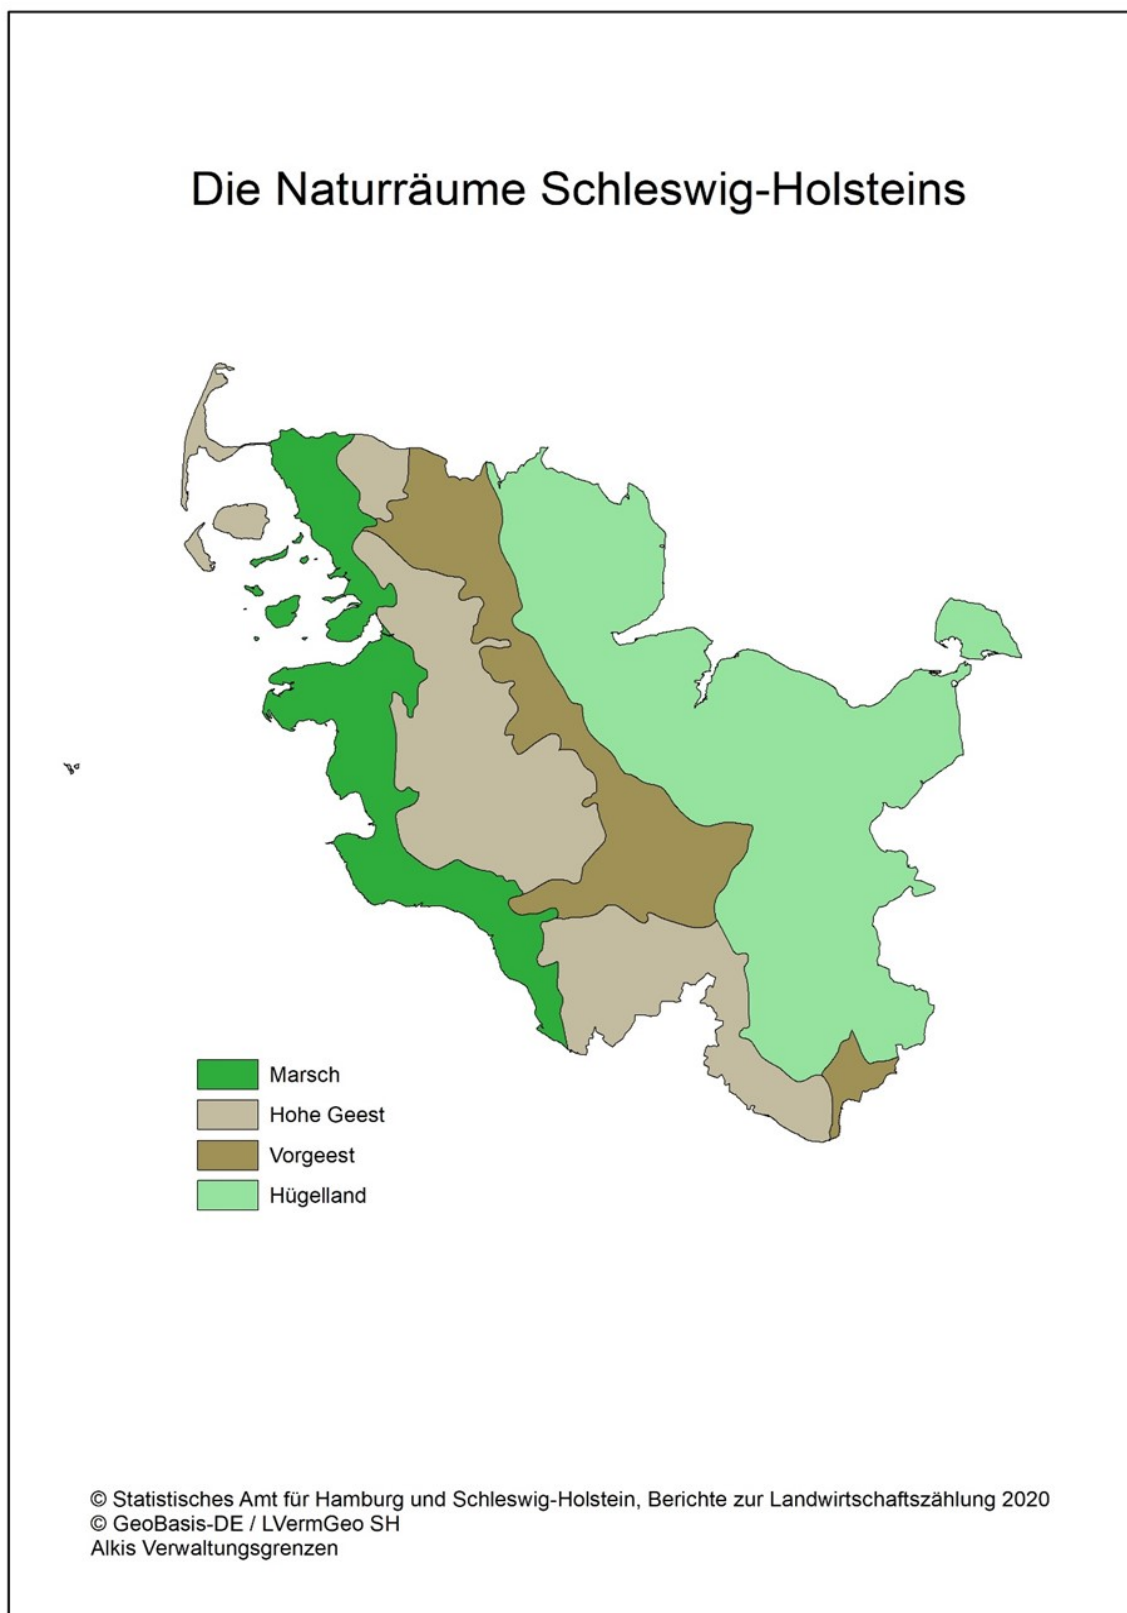 Die Naturräume Schleswig-Holsteins
Marsch
Hohe Geest
Vorgeest
Hügelland
© Statistisches Amt für Hamburg und Schleswig-Holstein, Berichte zur Landwirtschaftszählung 2020
© GeoBasis-DE / LVermGeo SH
Alkis Verwaltungsgrenzen